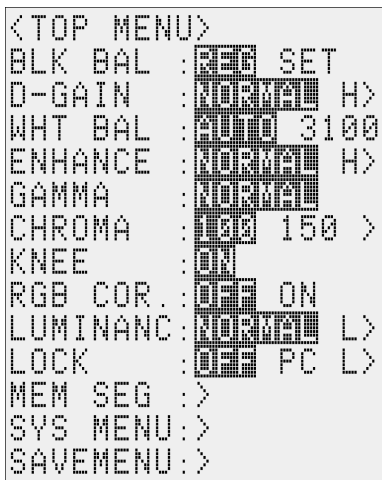 <TOP MENU>
BLK BAL :REG SET
D-GAIN :NORMAL H>
WHT BAL :AUTO 3100
ENHANCE :NORMAL H>
GAMMA :NORMAL
CHROMA :100 150 >
KNEE :ON
RGB COR.:OFF ON
LUMINANC:NORMAL L>
LOCK :OFF PC L>
MEM SEG :>
SYS MENU:>
SAVEMENU:>